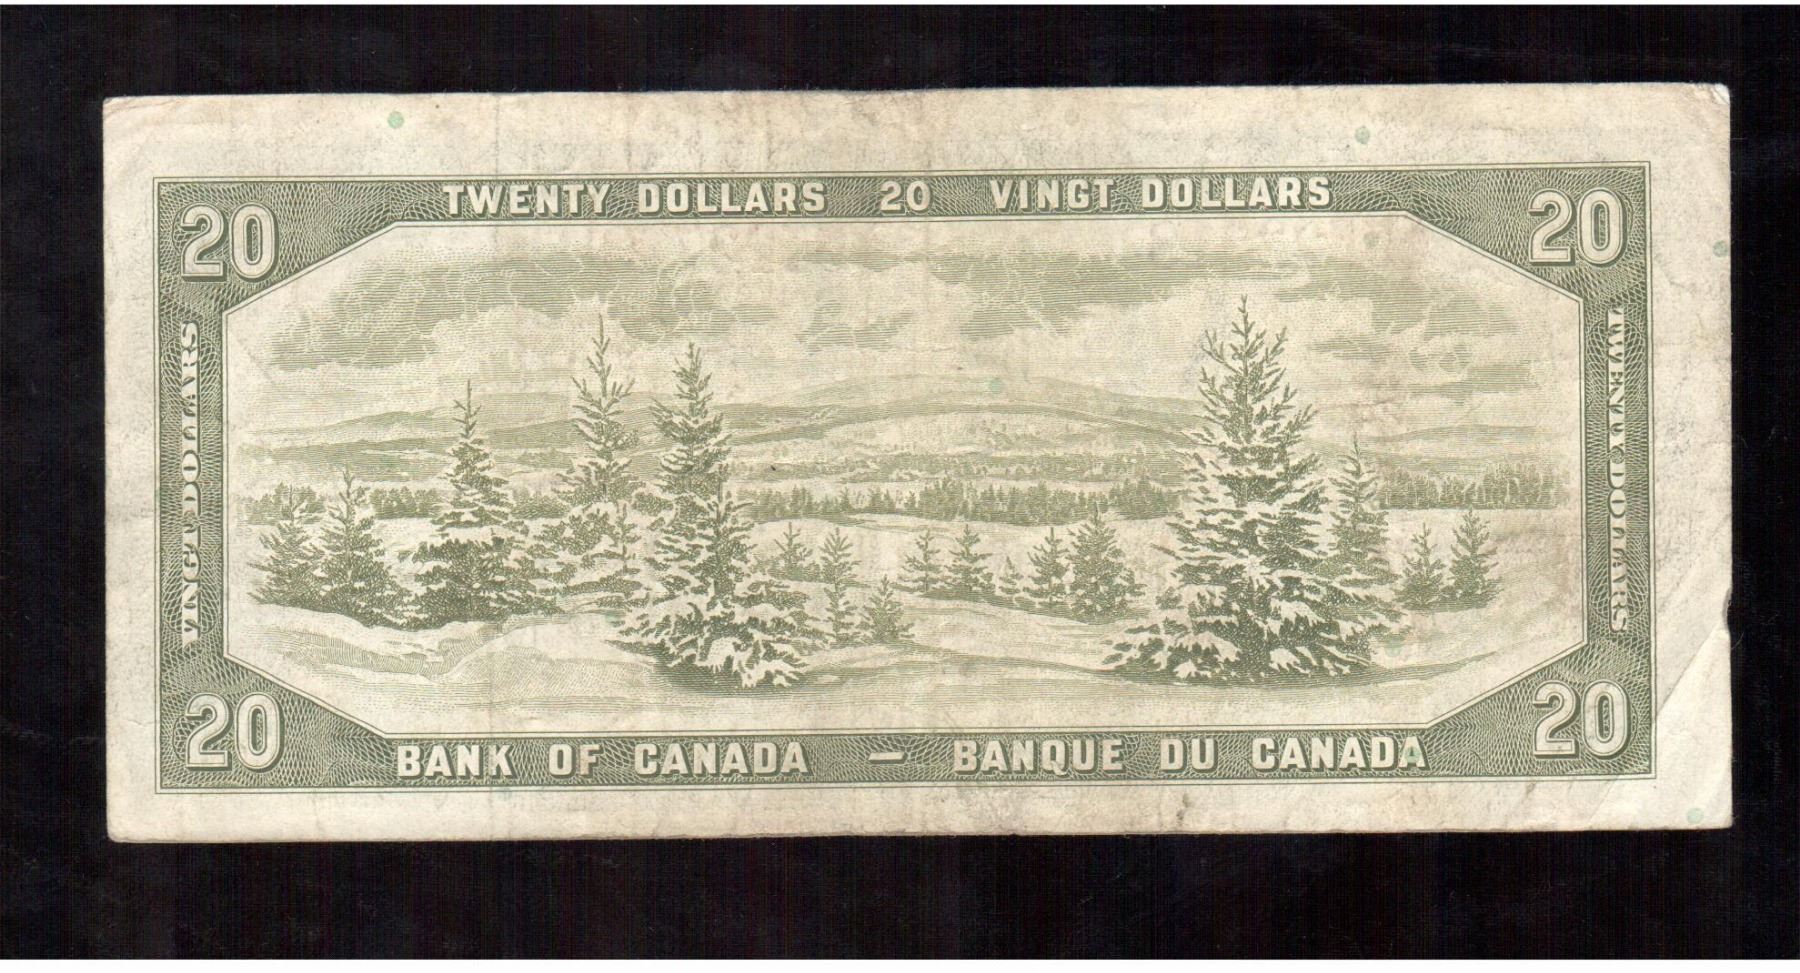 TWENTY DOLLARS 20 VINGT DOLLARS
20
20
VINGT DOLLARS
TWENTY DOLLARS
20
20
BANK OF CANADA – BANQUE DU CANADA